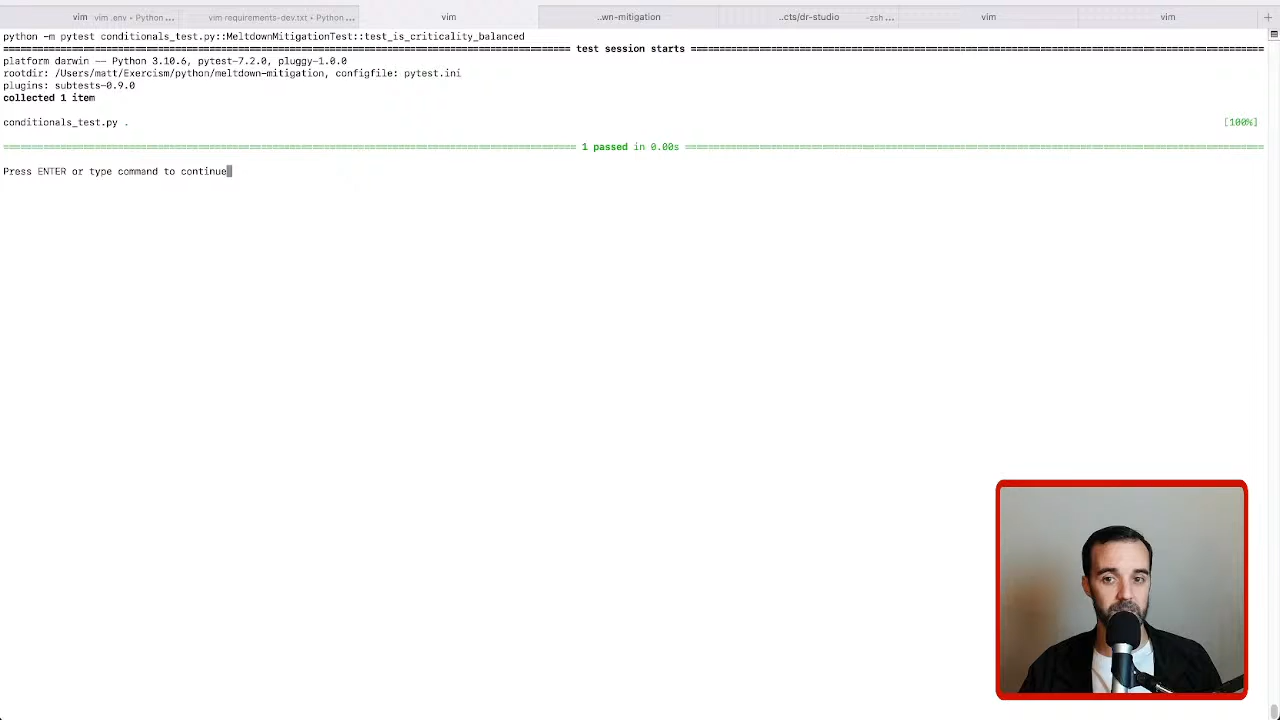 vim vim .env • Python ... vim requirements-dev.txt • Python ... vim ..wn-mitigation ..cts/dr-studio -zsh ... vim vim +
python -m pytest conditionals_test.py::MeltdownMitigationTest::test_is_criticality_balanced
test session starts
platform darwin -- Python 3.10.6, pytest-7.2.0, pluggy-1.0.0
rootdir: /Users/matt/Exercism/python/meltdown-mitigation, configfile: pytest.ini
plugins: subtests-0.9.0
collected 1 item
conditionals_test.py . [100%]
1 passed in 0.00s
Press ENTER or type command to continue